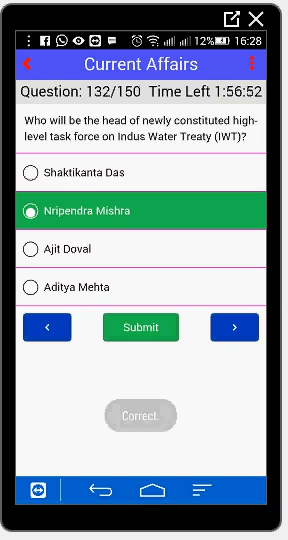 12% 16:28
Current Affairs
Question: 132/150 Time Left 1:56:52
Who will be the head of newly constituted high-
level task force on Indus Water Treaty (IWT)?
Shaktikanta Das
Nripendra Mishra
Ajit Doval
Aditya Mehta
< Submit >
Correct.